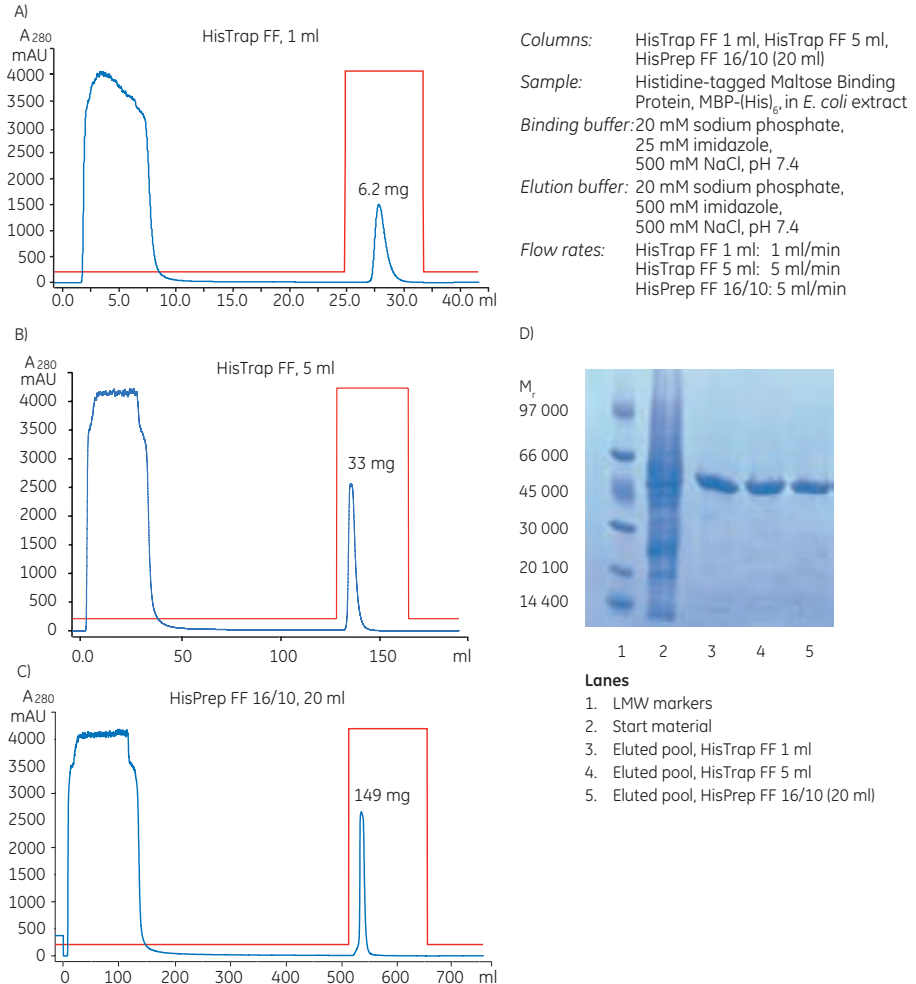 A)
A280
mAU
HisTrap FF, 1 ml
4000
3500
3000
2500
2000
1500
1000
500
0
6.2 mg
0.0 5.0 10.0 15.0 20.0 25.0 30.0 40.0 ml
Columns: HisTrap FF 1 ml, HisTrap FF 5 ml,
HisPrep FF 16/10 (20 ml)
Sample: Histidine-tagged Maltose Binding
Protein, MBP-(His)6, in E. coli extract
Binding buffer: 20 mM sodium phosphate,
25 mM imidazole,
500 mM NaCl, pH 7.4
Elution buffer: 20 mM sodium phosphate,
500 mM imidazole,
500 mM NaCl, pH 7.4
Flow rates: HisTrap FF 1 ml: 1 ml/min
HisTrap FF 5 ml: 5 ml/min
HisPrep FF 16/10: 5 ml/min
B)
A280
mAU
HisTrap FF, 5 ml
4000
3500
3000
2500
2000
1500
1000
500
0
33 mg
0.0 50 100 150 ml
C)
A280
mAU
HisPrep FF 16/10, 20 ml
4000
3500
3000
2500
2000
1500
1000
500
0
149 mg
0 100 200 300 400 500 600 700 ml
D)
Mr
97 000
66 000
45 000
30 000
20 100
14 400
1 2 3 4 5
Lanes
1. LMW markers
2. Start material
3. Eluted pool, HisTrap FF 1 ml
4. Eluted pool, HisTrap FF 5 ml
5. Eluted pool, HisPrep FF 16/10 (20 ml)